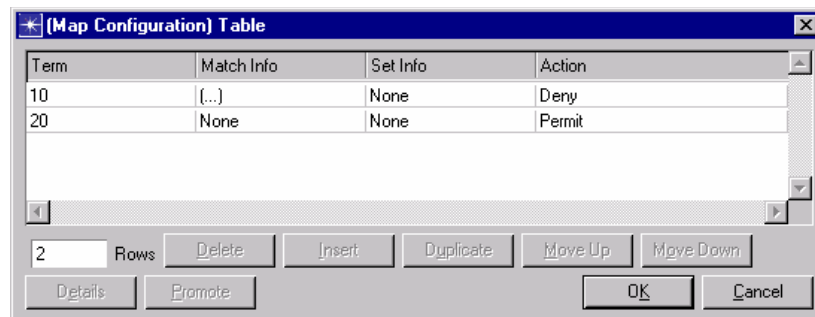 (Map Configuration) Table
Term Match Info Set Info Action
10 (...) None Deny
20 None None Permit
2 Rows Delete Insert Duplicate Move Up Move Down
Details Promote OK Cancel